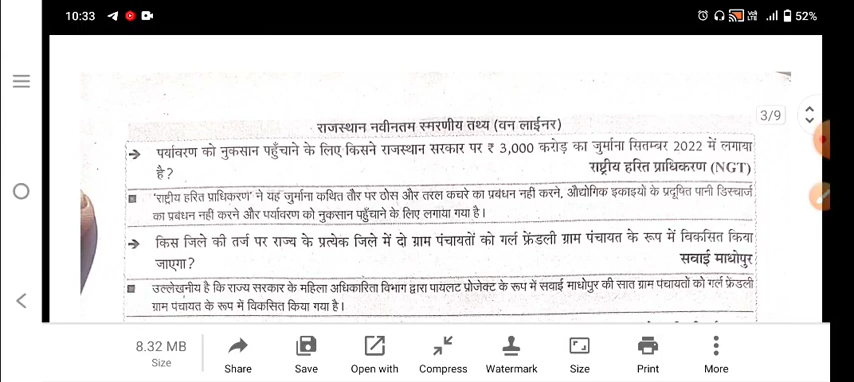 10:33
52%
3/9
राजस्थान नवीनतम स्मरणीय तथ्य (वन लाईनर)
पर्यावरण को नुकसान पहुँचाने के लिए किसने राजस्थान सरकार पर ₹ 3,000 करोड़ का जुर्माना सितम्बर 2022 में लगाया
है?
राष्ट्रीय हरित प्राधिकरण (NGT)
'राष्ट्रीय हरित प्राधिकरण' ने यह जुर्माना कथित तौर पर ठोस और तरल कचरे का प्रबंधन नही करने, औद्योगिक इकाइयों के प्रदूषित पानी डिस्चार्ज
का प्रबंधन नही करने और पर्यावरण को नुकसान पहुँचाने के लिए लगाया गया है।
किस जिले की तर्ज पर राज्य के प्रत्येक जिले में दो ग्राम पंचायतों को गर्ल फ्रेंडली ग्राम पंचायत के रूप में विकसित किया
जाएगा?
सवाई माधोपुर
उल्लेखनीय है कि राज्य सरकार के महिला अधिकारिता विभाग द्वारा पायलट प्रोजेक्ट के रूप में सवाई माधोपुर की सात ग्राम पंचायतों को गर्ल फ्रेंडली
ग्राम पंचायत के रूप में विकसित किया गया है।
8.32 MB
Size
Share
Save
Open with
Compress
Watermark
Size
Print
More